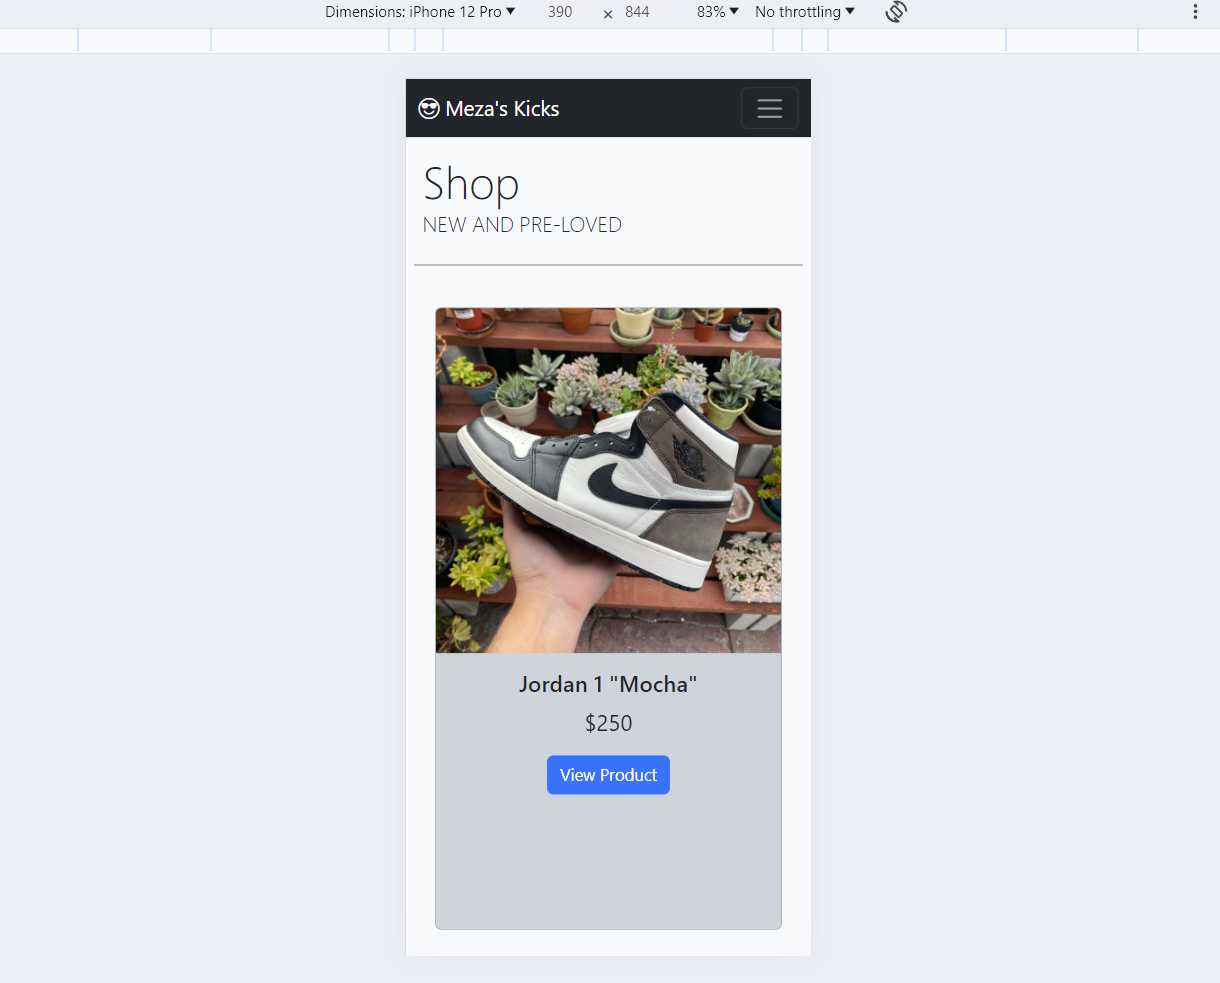 Dimensions: iPhone 12 Pro ▼ 390 × 844 83% ▼ No throttling ▼
Meza's Kicks
Shop
NEW AND PRE-LOVED
Jordan 1 "Mocha"
$250
View Product